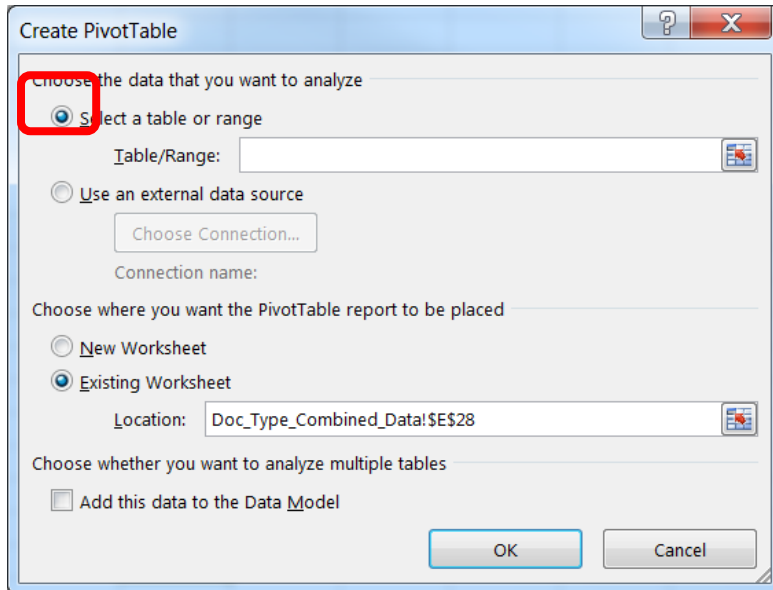 Create PivotTable
? X
Choose the data that you want to analyze
Select a table or range
Table/Range:
Use an external data source
Choose Connection...
Connection name:
Choose where you want the PivotTable report to be placed
New Worksheet
Existing Worksheet
Location: Doc_Type_Combined_Data!$E$28
Choose whether you want to analyze multiple tables
Add this data to the Data Model
OK Cancel